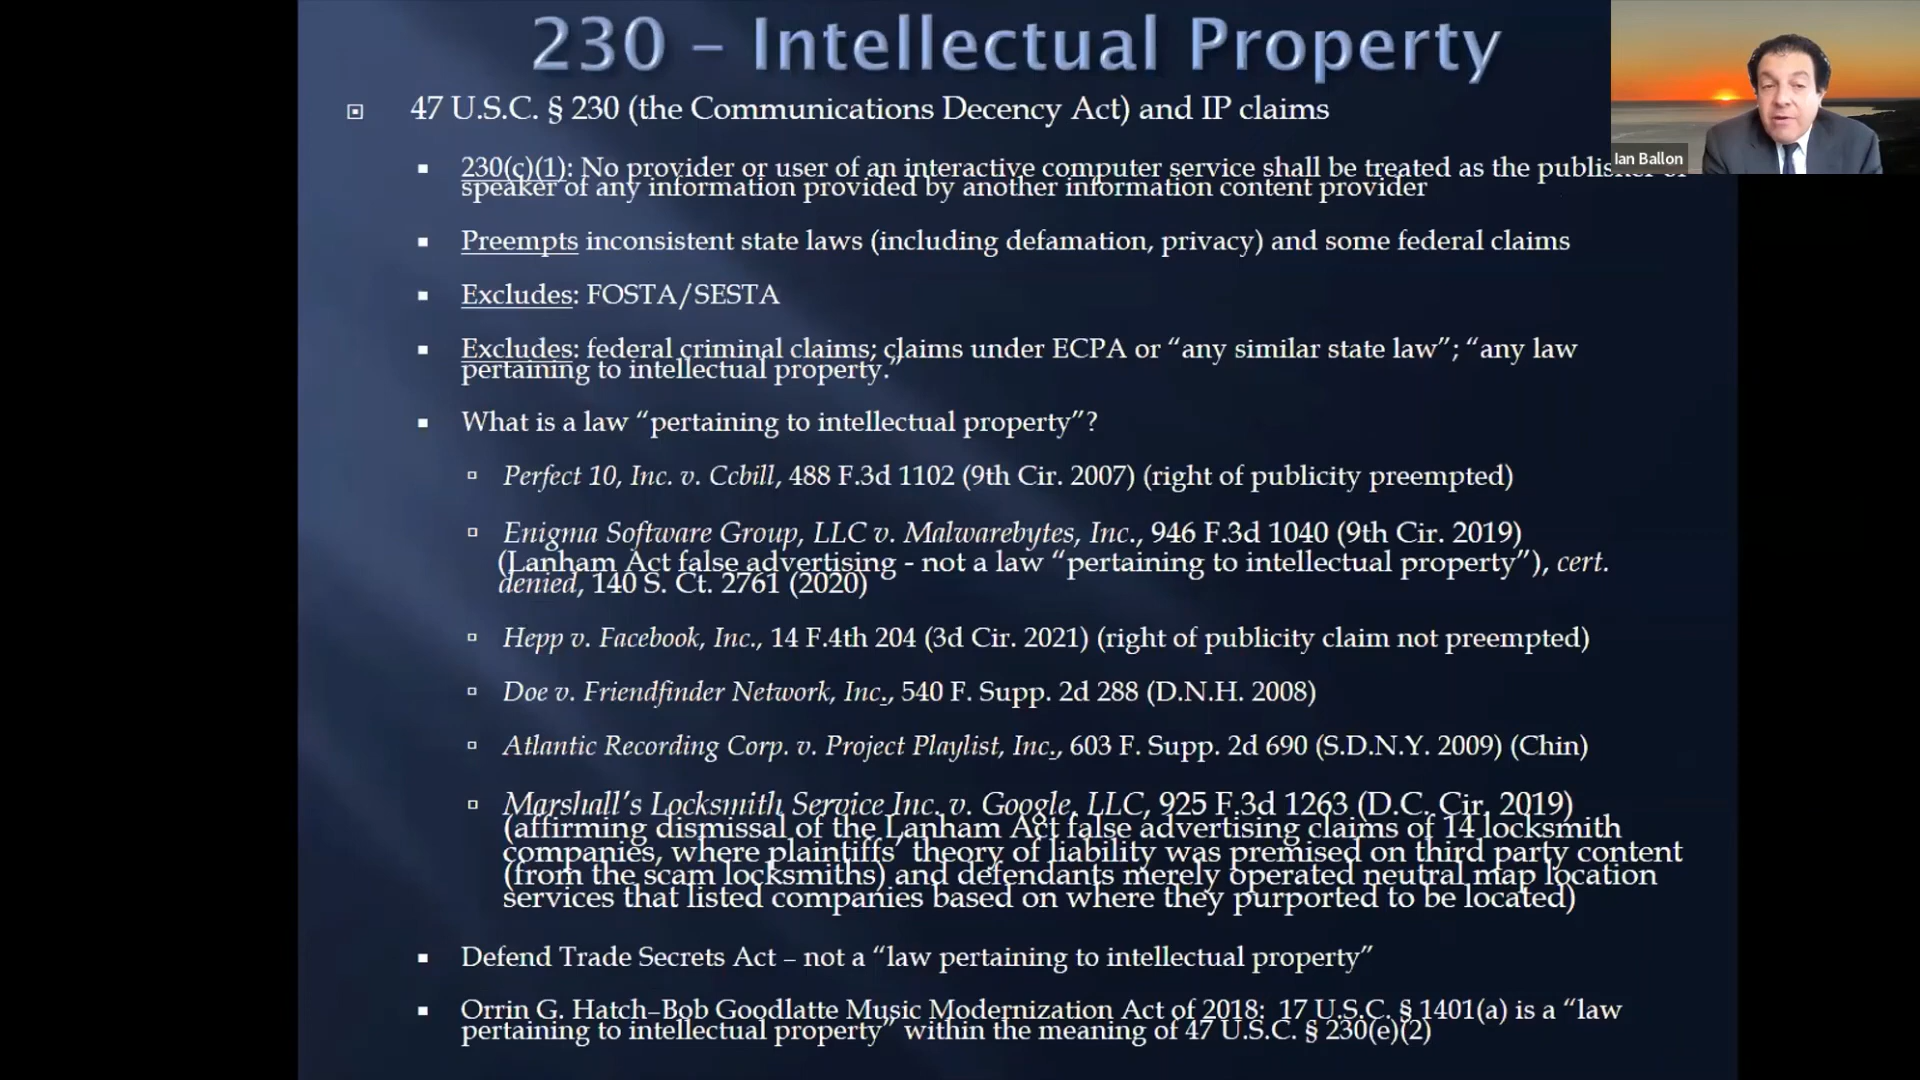 230 – Intellectual Property
47 U.S.C. § 230 (the Communications Decency Act) and IP claims
230(c)(1): No provider or user of an interactive computer service shall be treated as the
speaker of any information provided by another information content provider
Preempts inconsistent state laws (including defamation, privacy) and some federal claims
Excludes: FOSTA/SESTA
Excludes: federal criminal claims; claims under ECPA or “any similar state law”; “any law
pertaining to intellectual property.”
What is a law “pertaining to intellectual property”?
Perfect 10, Inc. v. Ccbill, 488 F.3d 1102 (9th Cir. 2007) (right of publicity preempted)
Enigma Software Group, LLC v. Malwarebytes, Inc., 946 F.3d 1040 (9th Cir. 2019)
(Lanham Act false advertising - not a law “pertaining to intellectual property”), cert.
denied, 140 S. Ct. 2761 (2020)
Hepp v. Facebook, Inc., 14 F.4th 204 (3d Cir. 2021) (right of publicity claim not preempted)
Doe v. Friendfinder Network, Inc., 540 F. Supp. 2d 288 (D.N.H. 2008)
Atlantic Recording Corp. v. Project Playlist, Inc., 603 F. Supp. 2d 690 (S.D.N.Y. 2009) (Chin)
Marshall’s Locksmith Service Inc. v. Google, LLC, 925 F.3d 1263 (D.C. Cir. 2019)
(affirming dismissal of the Lanham Act false advertising claims of 14 locksmith
companies, where plaintiffs’ theory of liability was premised on third party content
(from the scam locksmiths) and defendants merely operated neutral map location
services that listed companies based on where they purported to be located)
Defend Trade Secrets Act – not a “law pertaining to intellectual property”
Orrin G. Hatch–Bob Goodlatte Music Modernization Act of 2018: 17 U.S.C. § 1401(a) is a “law
pertaining to intellectual property” within the meaning of 47 U.S.C. § 230(e)(2)
Ian Ballon